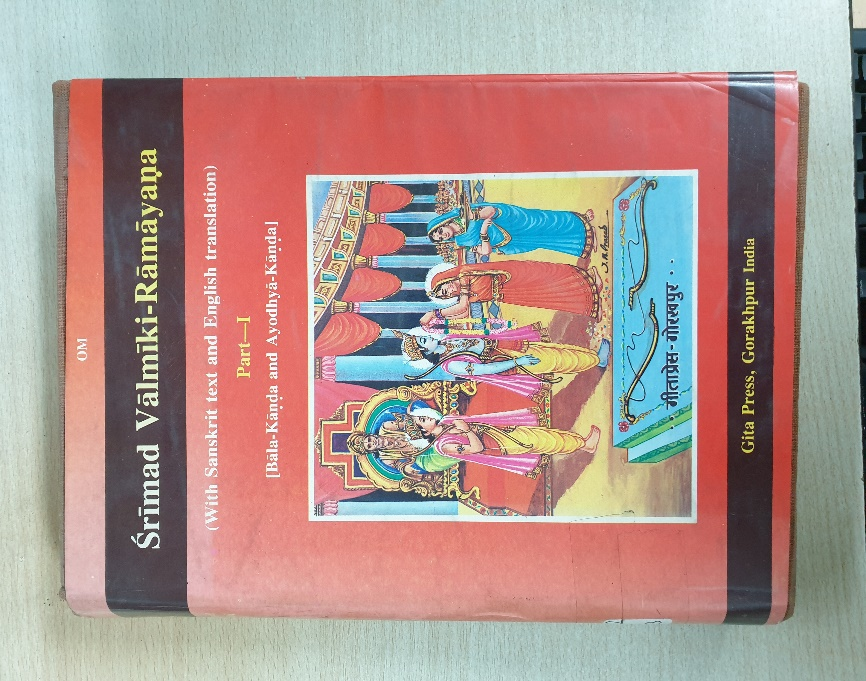 OM
Śrīmad Vālmīki-Rāmāyaṇa
(With Sanskrit text and English translation)
Part—I
[Bāla-Kāṇḍa and Ayodhyā-Kāṇḍa]
गीताप्रेस-गोरखपुर
Gita Press, Gorakhpur India